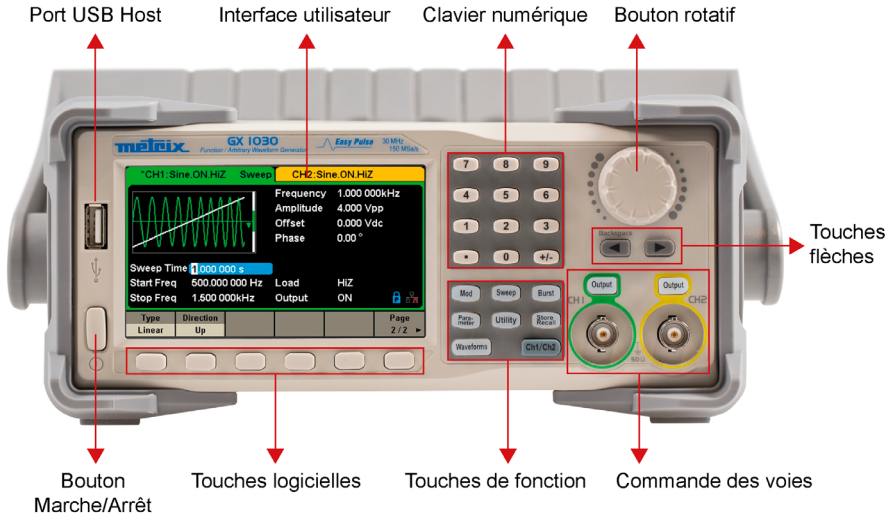 Port USB Host
Interface utilisateur
Clavier numérique
Bouton rotatif
metrix
GX 1030
Function / Arbitrary Waveform Generator
Easy Pulse
30 MHz
150 MSa/s
*CH1:Sine.ON.HiZ Sweep
CH2:Sine.ON.HiZ
Frequency 1.000 000kHz
Amplitude 4.000 Vpp
Offset 0.000 Vdc
Phase 0.00 °
Sweep Time 1.000 000 s
Start Freq 500.000 000 Hz Load HiZ
Stop Freq 1.500 000kHz Output ON
Type Direction Page
Linear Up 2 / 2 ►
7 8 9
4 5 6
1 2 3
• 0 +/-
Mod Sweep Burst
Para-
meter
Utility
Store
Recall
Waveforms Ch1/Ch2
Backspace
Touches
flèches
Output Output
CH1 CH2
50Ω
Bouton
Marche/Arrêt
Touches logicielles
Touches de fonction
Commande des voies